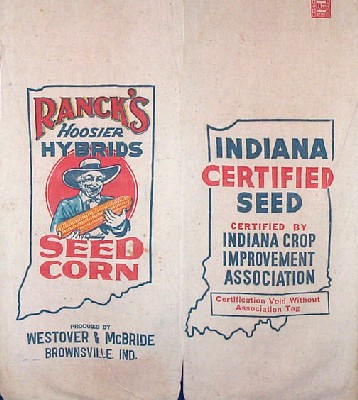 RANCK'S
HOOSIER
HYBRIDS
SEED
CORN
PRODUCED BY
WESTOVER & McBRIDE
BROWNSVILLE IND.
INDIANA
CERTIFIED
SEED
CERTIFIED BY
INDIANA CROP
IMPROVEMENT
ASSOCIATION
Certification Void Without
Association Tag